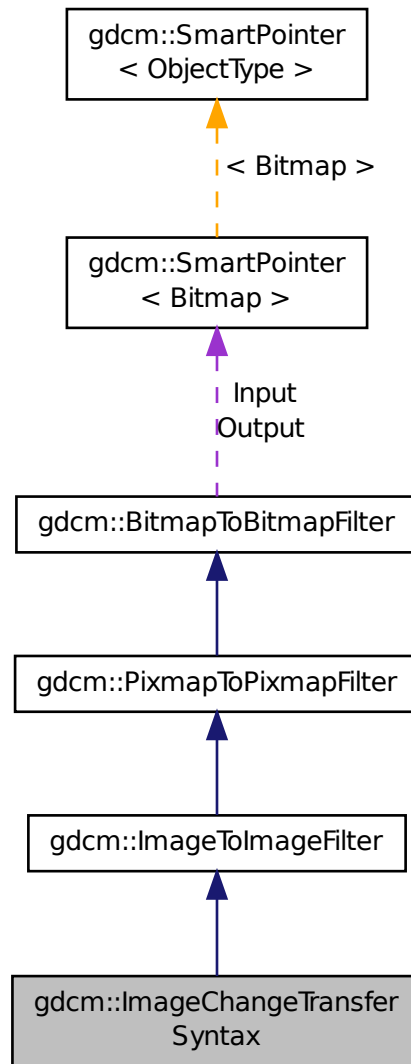 gdcm::SmartPointer
< ObjectType >
< Bitmap >
gdcm::SmartPointer
< Bitmap >
Input
Output
gdcm::BitmapToBitmapFilter
gdcm::PixmapToPixmapFilter
gdcm::ImageToImageFilter
gdcm::ImageChangeTransfer
Syntax